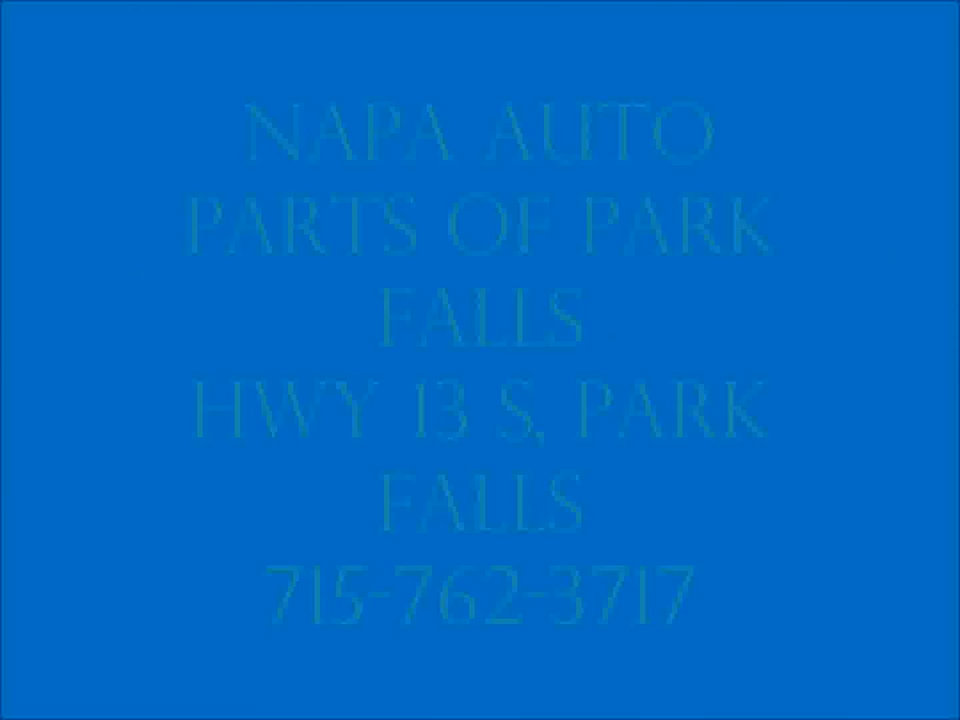 NAPA AUTO
PARTS OF PARK
FALLS
HWY 13 S, PARK
FALLS
715-762-3717